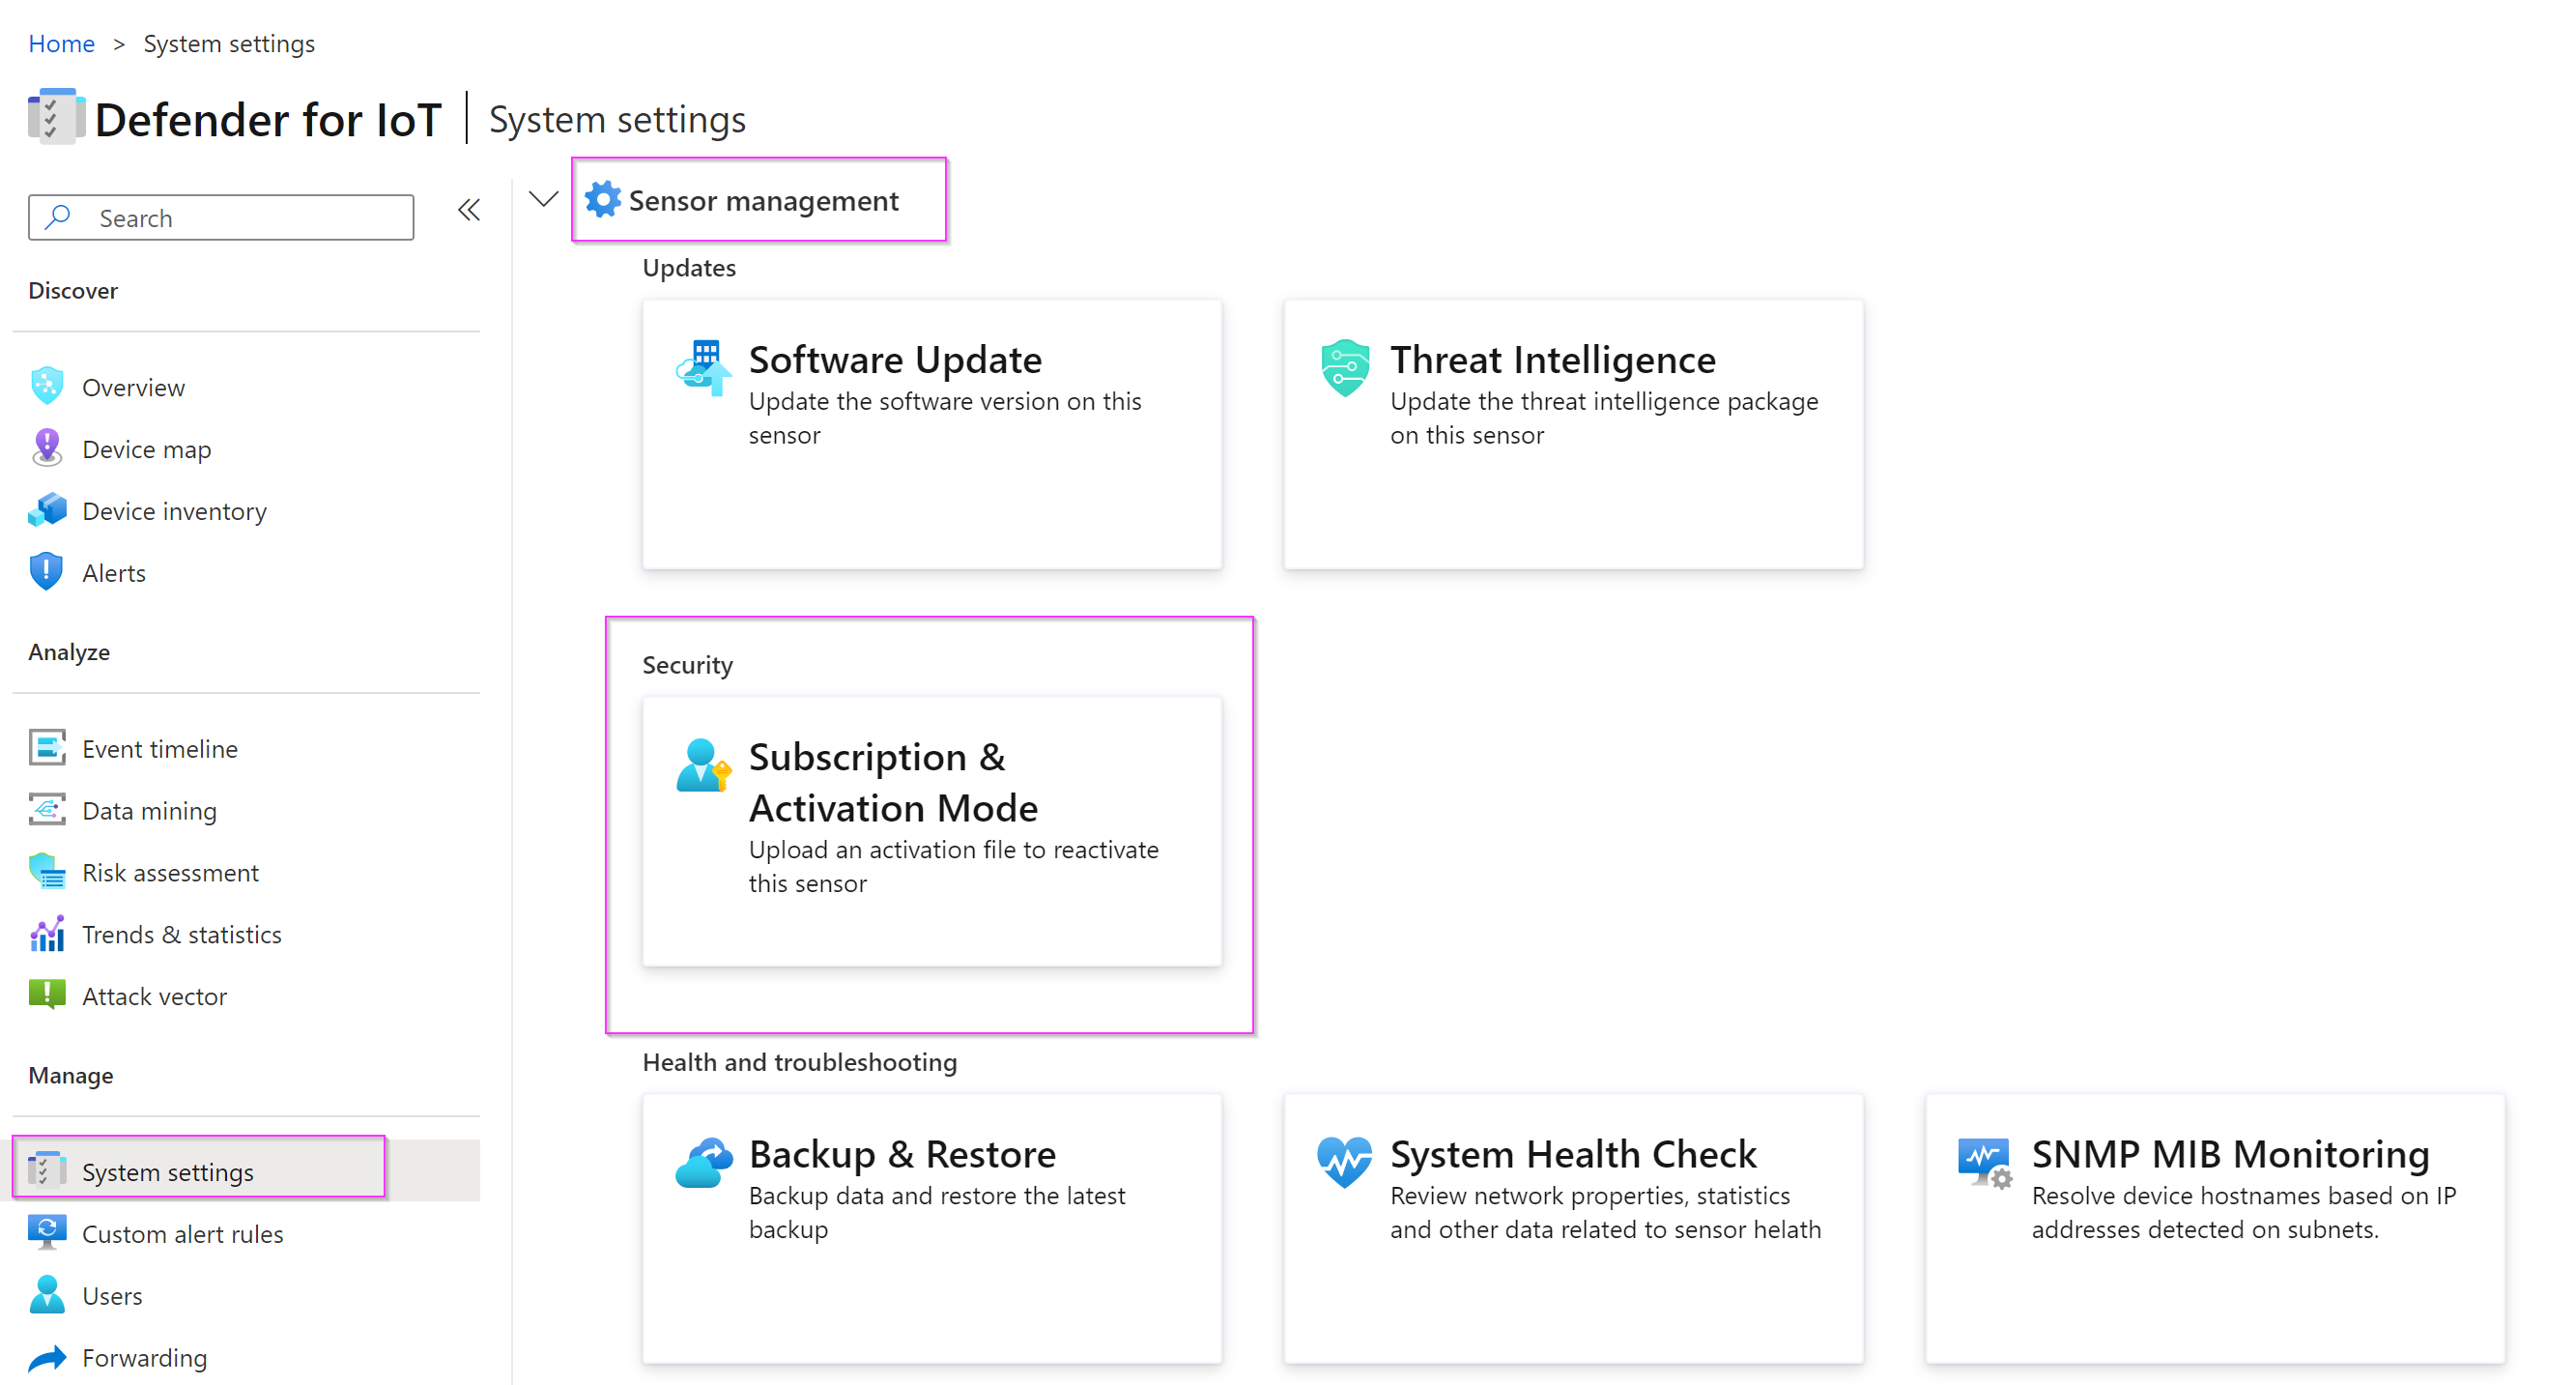 Home > System settings
Defender for IoT | System settings
Search
Discover
Overview
Device map
Device inventory
Alerts
Analyze
Event timeline
Data mining
Risk assessment
Trends & statistics
Attack vector
Manage
System settings
Custom alert rules
Users
Forwarding
Sensor management
Updates
Software Update
Update the software version on this
sensor
Threat Intelligence
Update the threat intelligence package
on this sensor
Security
Subscription &
Activation Mode
Upload an activation file to reactivate
this sensor
Health and troubleshooting
Backup & Restore
Backup data and restore the latest
backup
System Health Check
Review network properties, statistics
and other data related to sensor helath
SNMP MIB Monitoring
Resolve device hostnames based on IP
addresses detected on subnets.